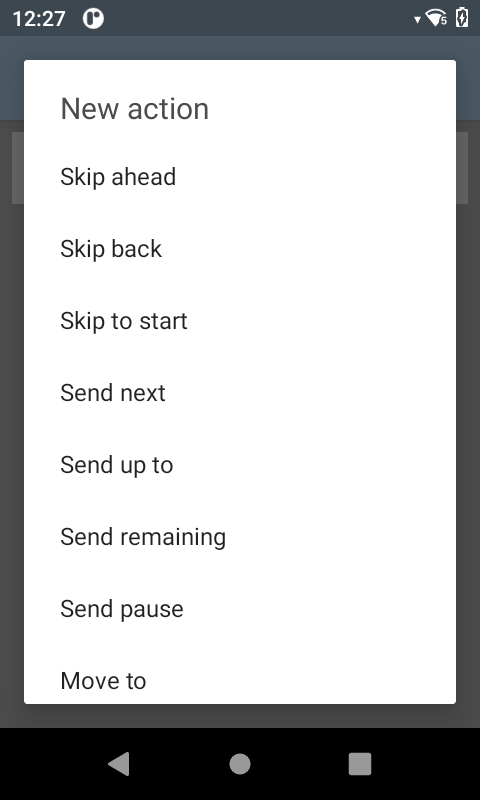 12:27
New action
Skip ahead
Skip back
Skip to start
Send next
Send up to
Send remaining
Send pause
Move to